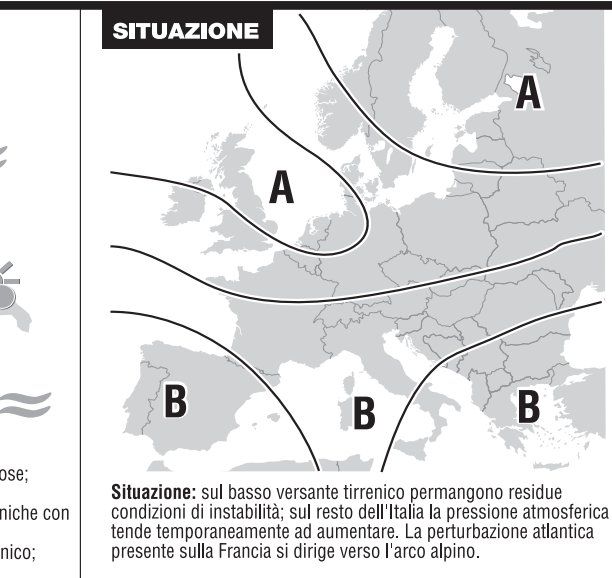 SITUAZIONE
A
A
B
B
B
ose;
niche con
nico;
Situazione: sul basso versante tirrenico permangono residue
condizioni di instabilità; sul resto dell'Italia la pressione atmosferica
tende temporaneamente ad aumentare. La perturbazione atlantica
presente sulla Francia si dirige verso l'arco alpino.